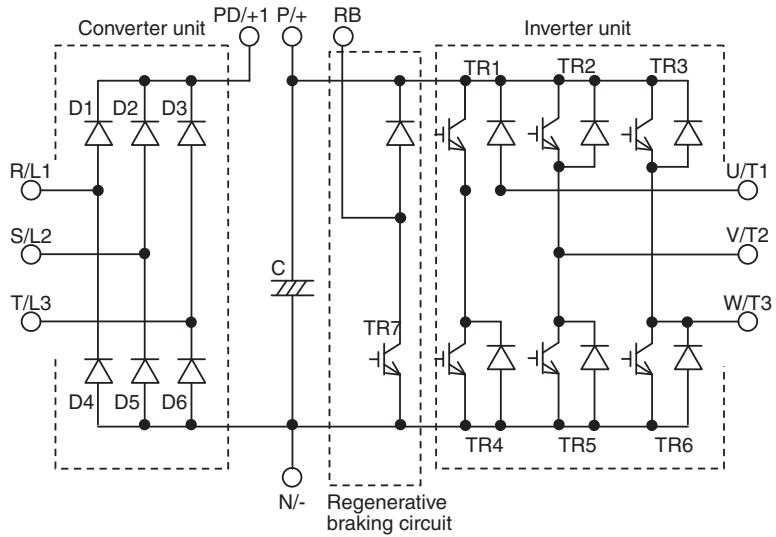 Converter unit
PD/+1
P/+
RB
Inverter unit
D1
D2
D3
TR1
TR2
TR3
R/L1
U/T1
S/L2
V/T2
C
T/L3
W/T3
TR7
D4
D5
D6
TR4
TR5
TR6
N/-
Regenerative
braking circuit